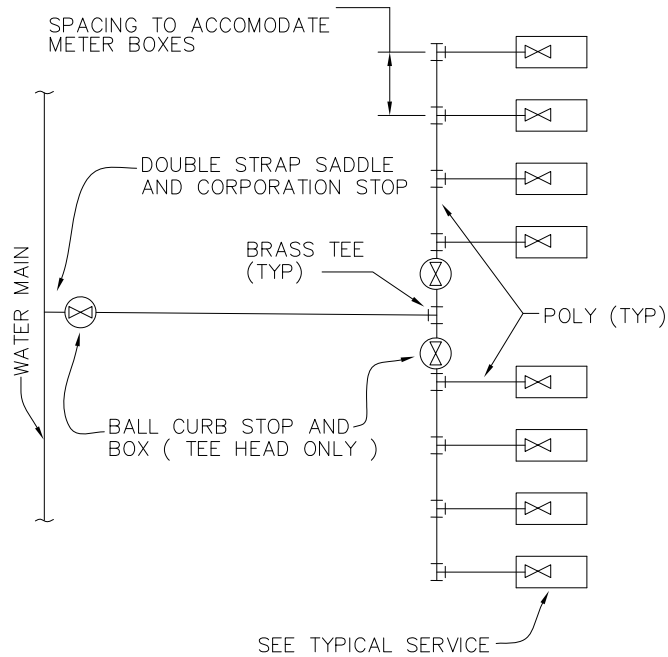 SPACING TO ACCOMODATE
METER BOXES
DOUBLE STRAP SADDLE
AND CORPORATION STOP
BRASS TEE
(TYP)
WATER MAIN
POLY (TYP)
BALL CURB STOP AND
BOX ( TEE HEAD ONLY )
SEE TYPICAL SERVICE